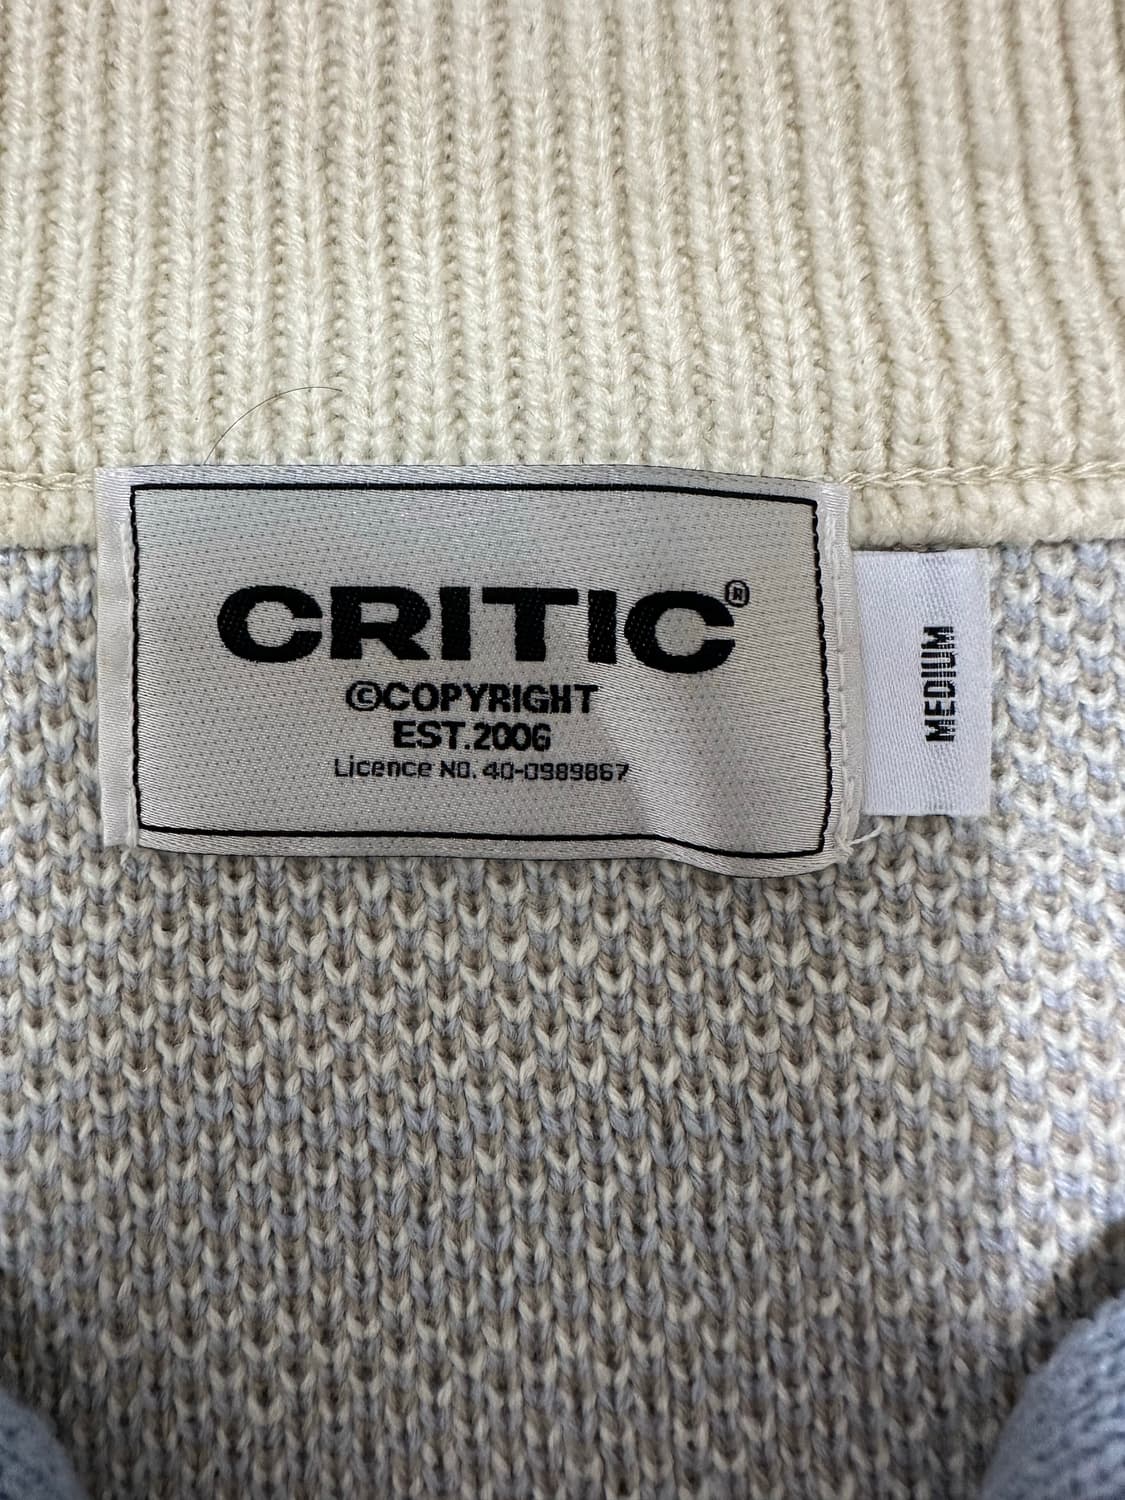 CRITIC®
©COPYRIGHT
EST.2006
Licence NO. 40-0989867
MEDIUM